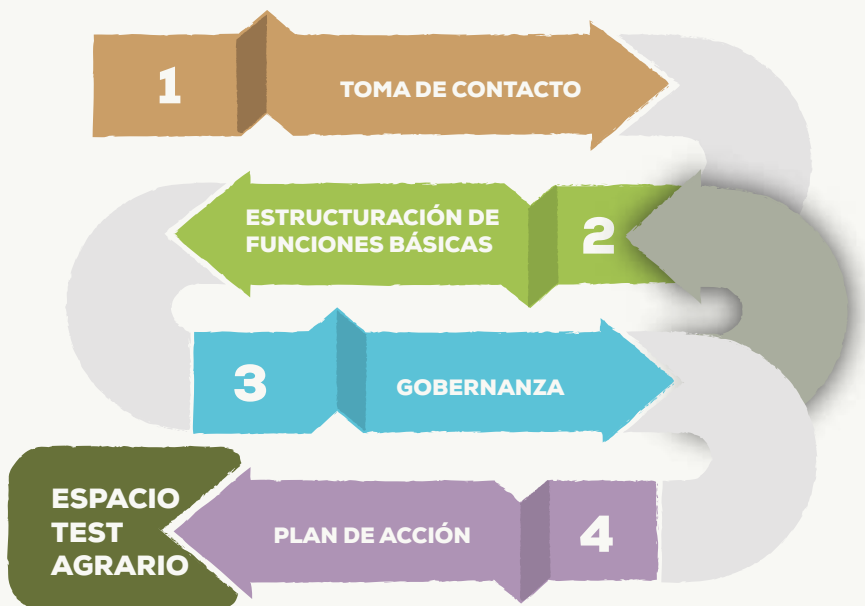 1
TOMA DE CONTACTO
2
ESTRUCTURACIÓN DE
FUNCIONES BÁSICAS
3
GOBERNANZA
4
PLAN DE ACCIÓN
ESPACIO
TEST
AGRARIO